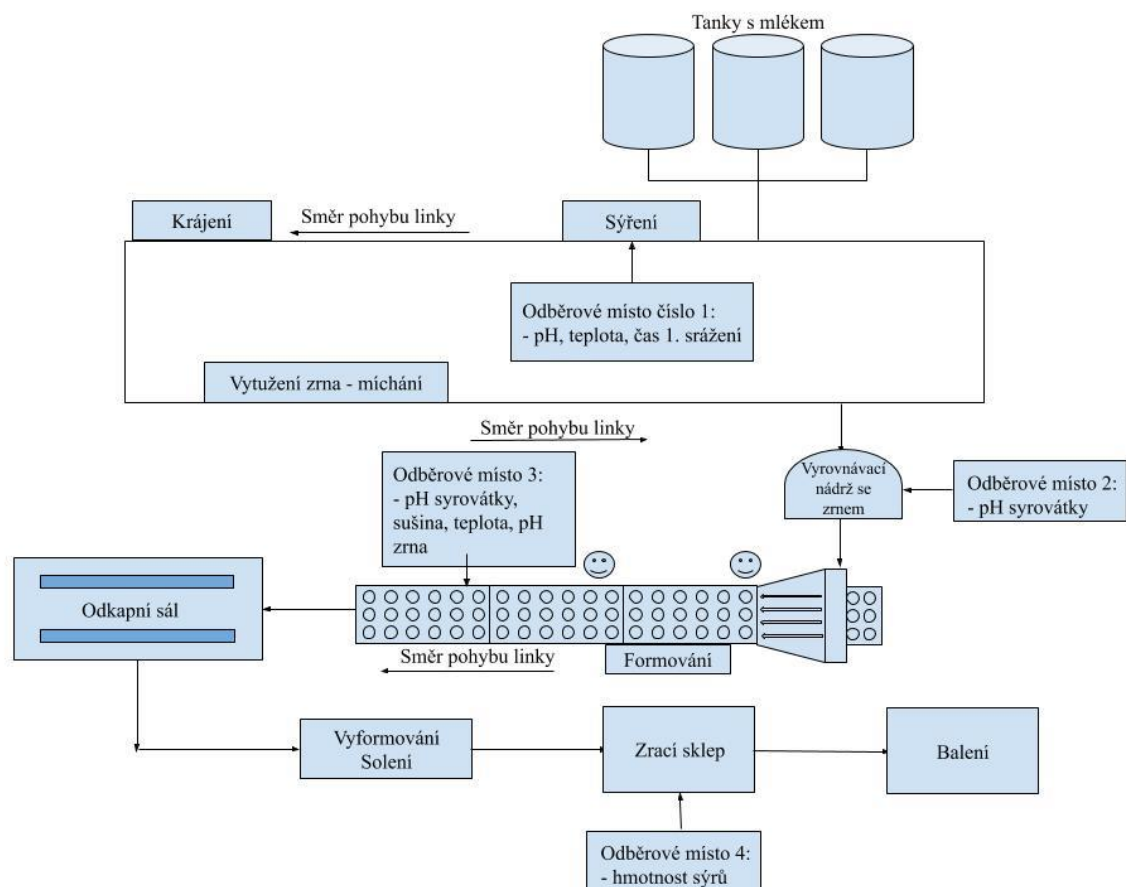 Tanky s mlékem
Krájení
Směr pohybu linky
Sýření
Odběrové místo číslo 1:
- pH, teplota, čas 1. srážení
Vytužení zrna - míchání
Směr pohybu linky
Odběrové místo 3:
- pH syrovátky,
sušina, teplota, pH
zrna
Vyrovnávací
nádrž se
zrnem
Odběrové místo 2:
- pH syrovátky
Odkapní sál
Směr pohybu linky
Formování
Vyformování
Solení
Zrací sklep
Balení
Odběrové místo 4:
- hmotnost sýrů